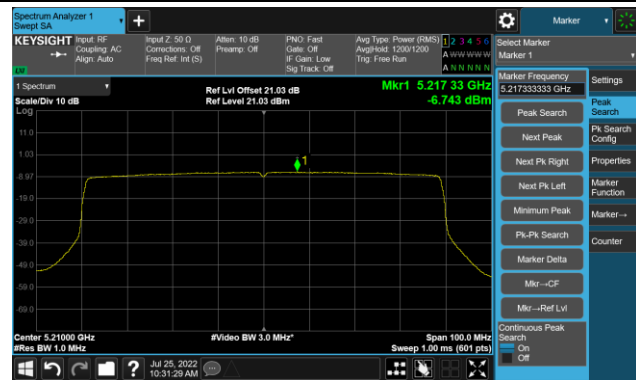 Spectrum Analyzer 1
Swept SA
+
Marker
KEYSIGHT
Input: RF
Coupling: AC
Align: Auto
Input Z: 50 Ω
Corrections: Off
Freq Ref: Int (S)
Atten: 10 dB
Preamp: Off
PNO: Fast
Gate: Off
IF Gain: Low
Sig Track: Off
Avg Type: Power (RMS)
Avg|Hold: 1200/1200
Trig: Free Run
1 2 3 4 5 6
A W W W W W
A N N N N N
LW
Select Marker
Marker 1
1 Spectrum
Scale/Div 10 dB
Log
Ref Lvl Offset 21.03 dB
Ref Level 21.03 dBm
Mkr1 5.217 33 GHz
-6.743 dBm
11.0
1.03
-8.97
-19.0
-29.0
-39.0
-49.0
-59.0
-69.0
1
Center 5.21000 GHz
#Res BW 1.0 MHz
#Video BW 3.0 MHz*
Span 100.0 MHz
Sweep 1.00 ms (601 pts)
Marker Frequency
5.217333333 GHz
Peak Search
Next Peak
Next Pk Right
Next Pk Left
Minimum Peak
Pk-Pk Search
Marker Delta
Mkr→CF
Mkr→Ref Lvl
Continuous Peak
Search
On
Off
Settings
Peak
Search
Pk Search
Config
Properties
Marker
Function
Marker→
Counter
?
Jul 25, 2022
10:31:29 AM